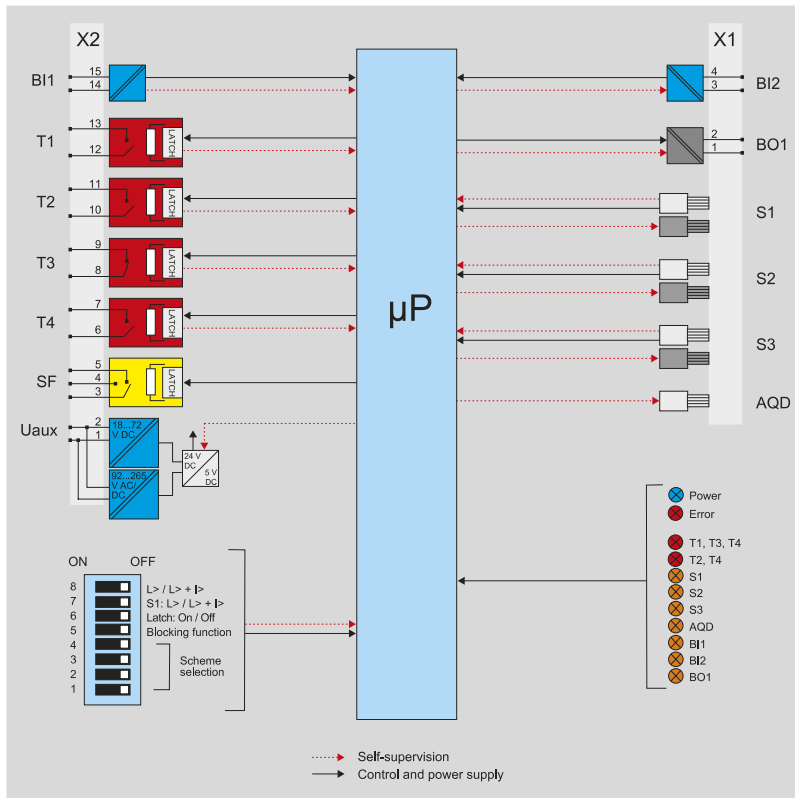 X2
X1
BI1
15
14
T1
13
12
LATCH
T2
11
10
LATCH
T3
9
8
LATCH
T4
7
6
LATCH
SF
5
4
3
LATCH
Uaux
2
1
18...72
V DC
92...265
V AC/
DC
24 V
DC
5 V
DC
µP
4
3
BI2
2
1
BO1
S1
S2
S3
AQD
ON
OFF
8
L> / L> + I>
7
S1: L> / L> + I>
6
Latch: On / Off
5
Blocking function
4
3
2
1
Scheme
selection
Power
Error
T1, T3, T4
T2, T4
S1
S2
S3
AQD
BI1
BI2
BO1
Self-supervision
Control and power supply